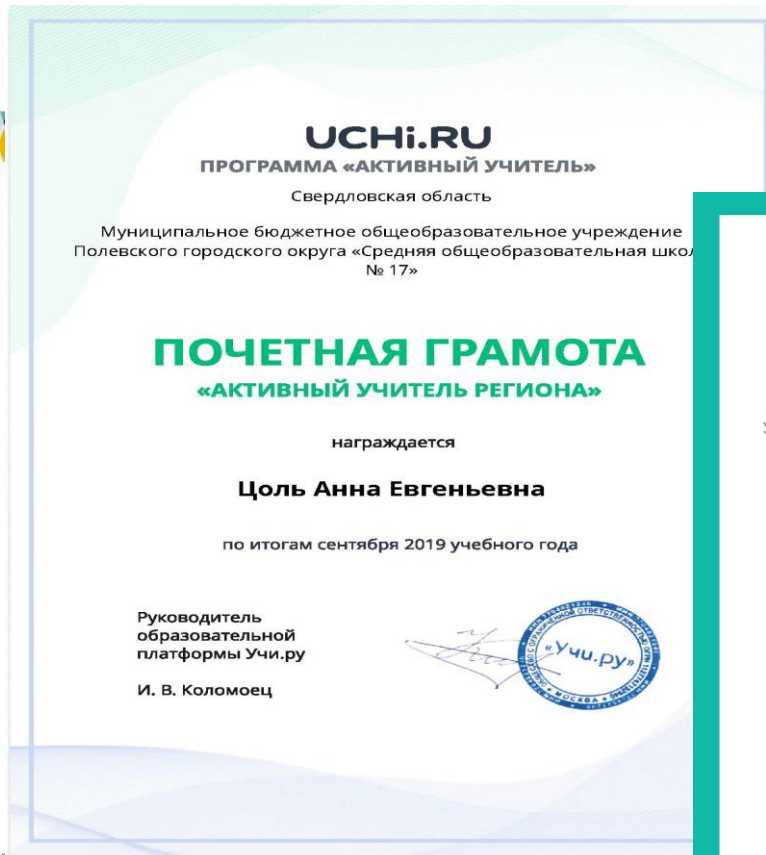 UCHi.RU
ПРОГРАММА «АКТИВНЫЙ УЧИТЕЛЬ»
Свердловская область
Муниципальное бюджетное общеобразовательное учреждение
Полевского городского округа «Средняя общеобразовательная школ
№ 17»
ПОЧЕТНАЯ ГРАМОТА
«АКТИВНЫЙ УЧИТЕЛЬ РЕГИОНА»
награждается
Цоль Анна Евгеньевна
по итогам сентября 2019 учебного года
Руководитель
образовательной
платформы Учи.ру
И. В. Коломоец
«Учи.ру»
МОСКВА